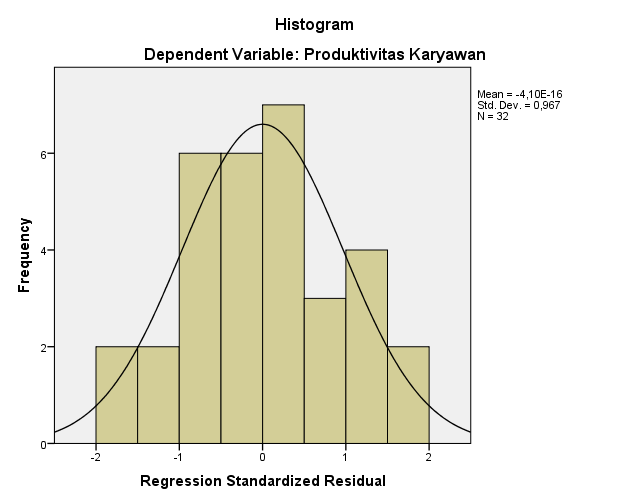 Histogram
Dependent Variable: Produktivitas Karyawan
Mean = -4,10E-16
Std. Dev. = 0,967
N = 32
Frequency
6
4
2
0
-2
-1
0
1
2
Regression Standardized Residual